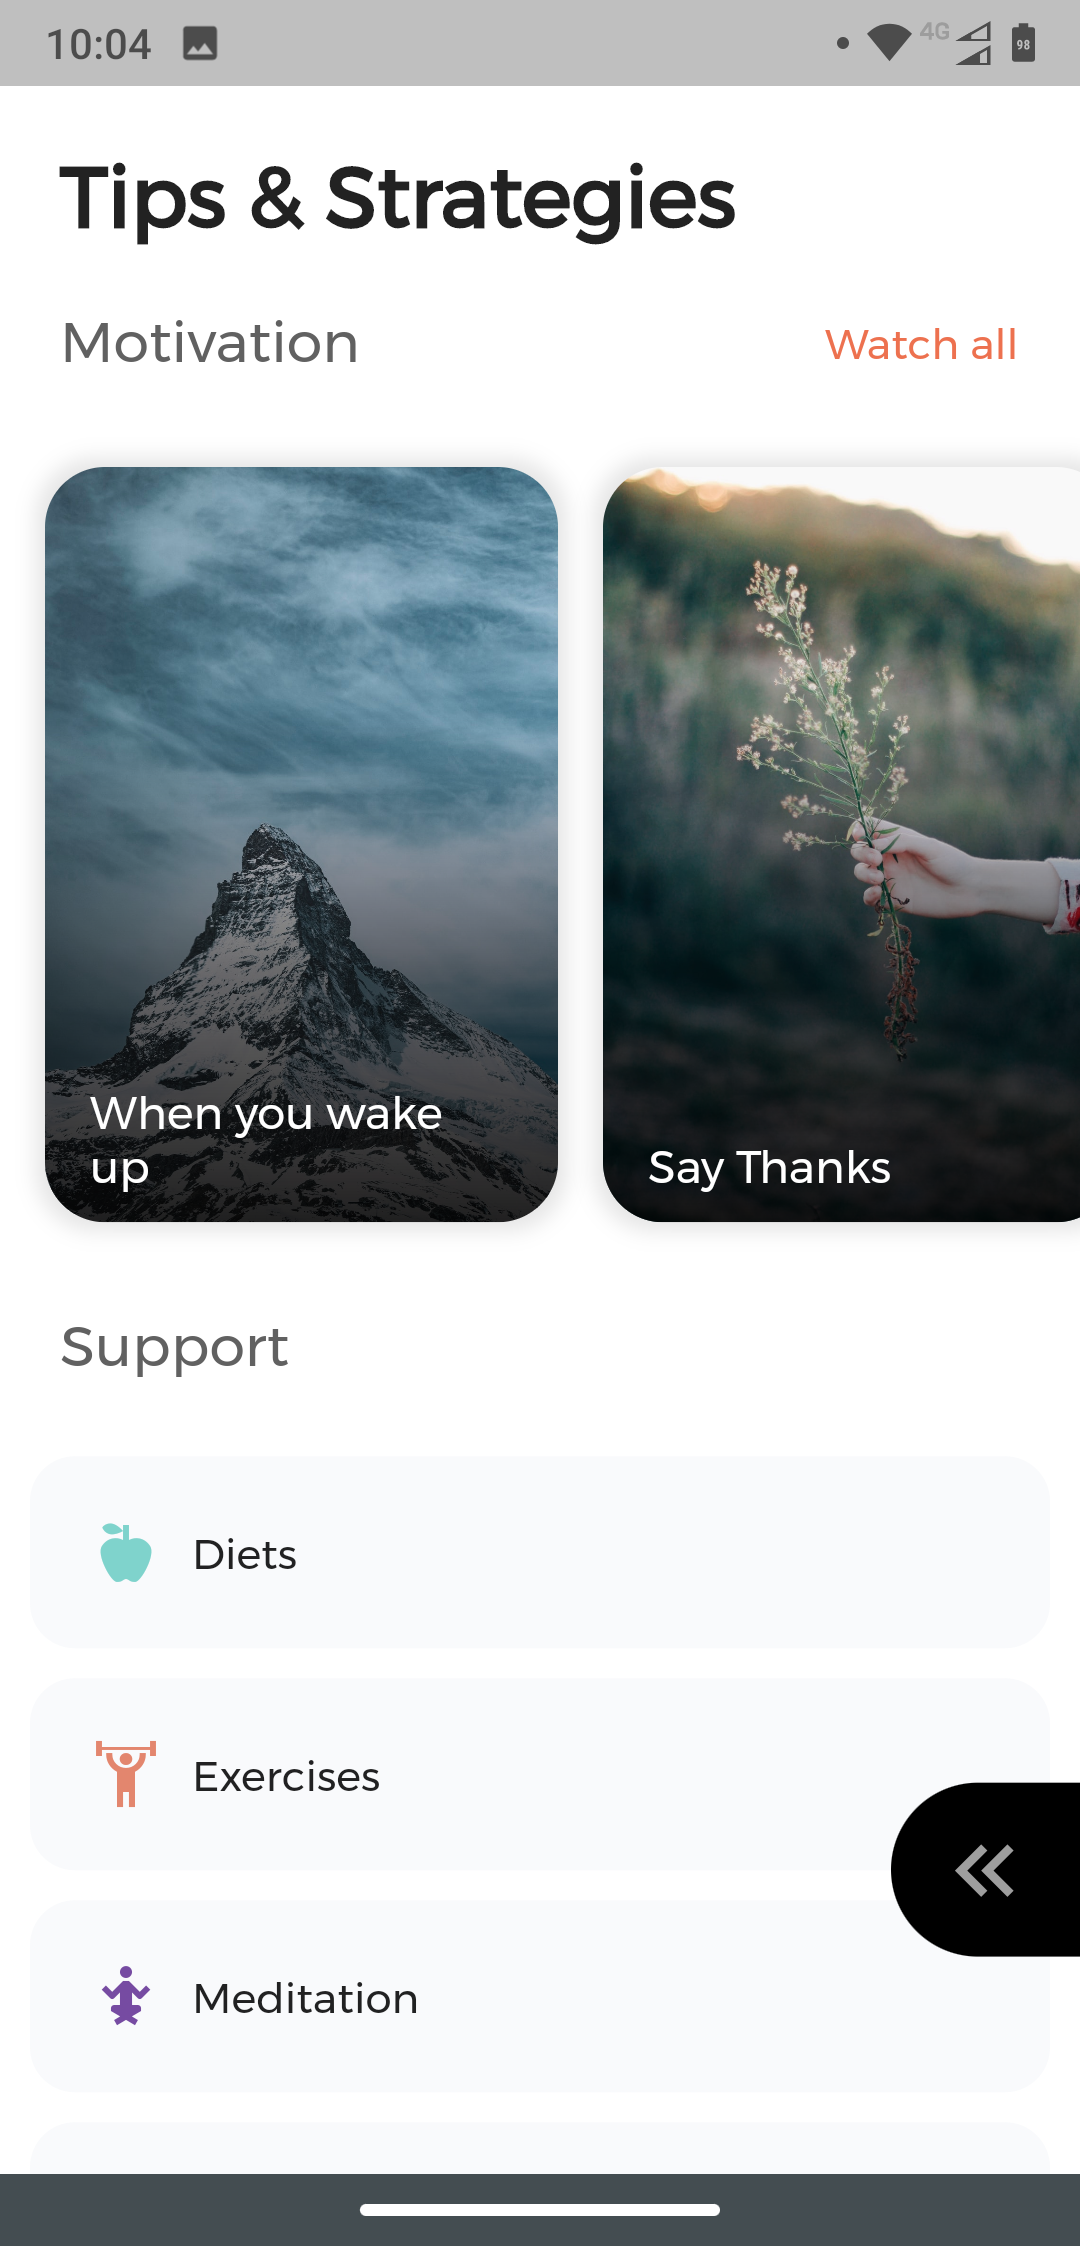 10:04
4G
98
Tips & Strategies
Motivation
Watch all
When you wake
up
Say Thanks
Support
Diets
Exercises
Meditation